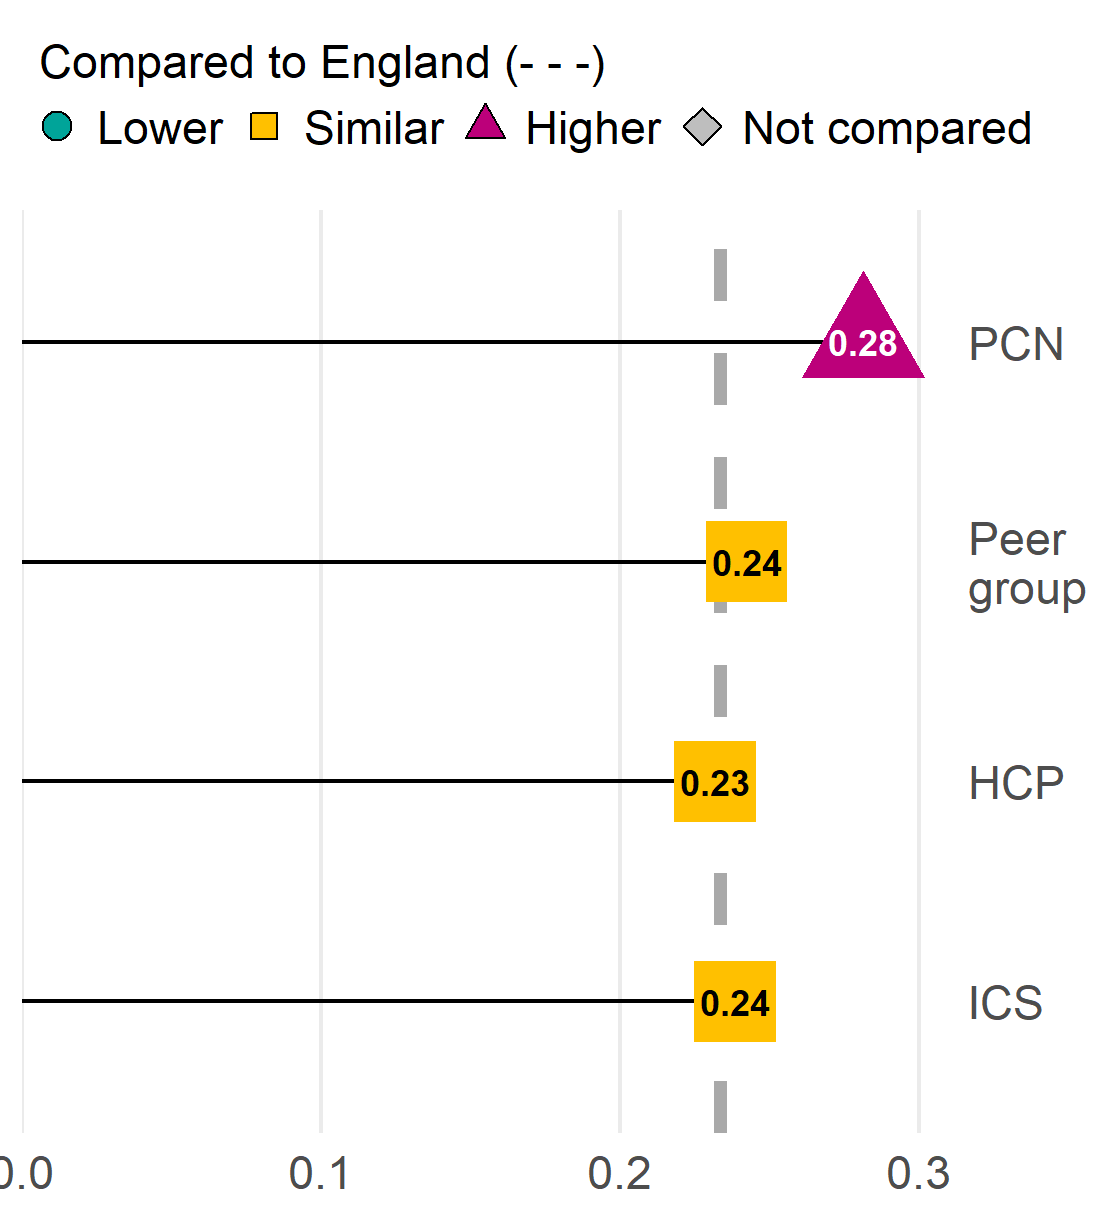 Compared to England (- - -)
Lower Similar Higher Not compared
0.28 PCN
Peer
0.24
group
0.23 HCP
0.24 ICS
0.0 0.1 0.2 0.3